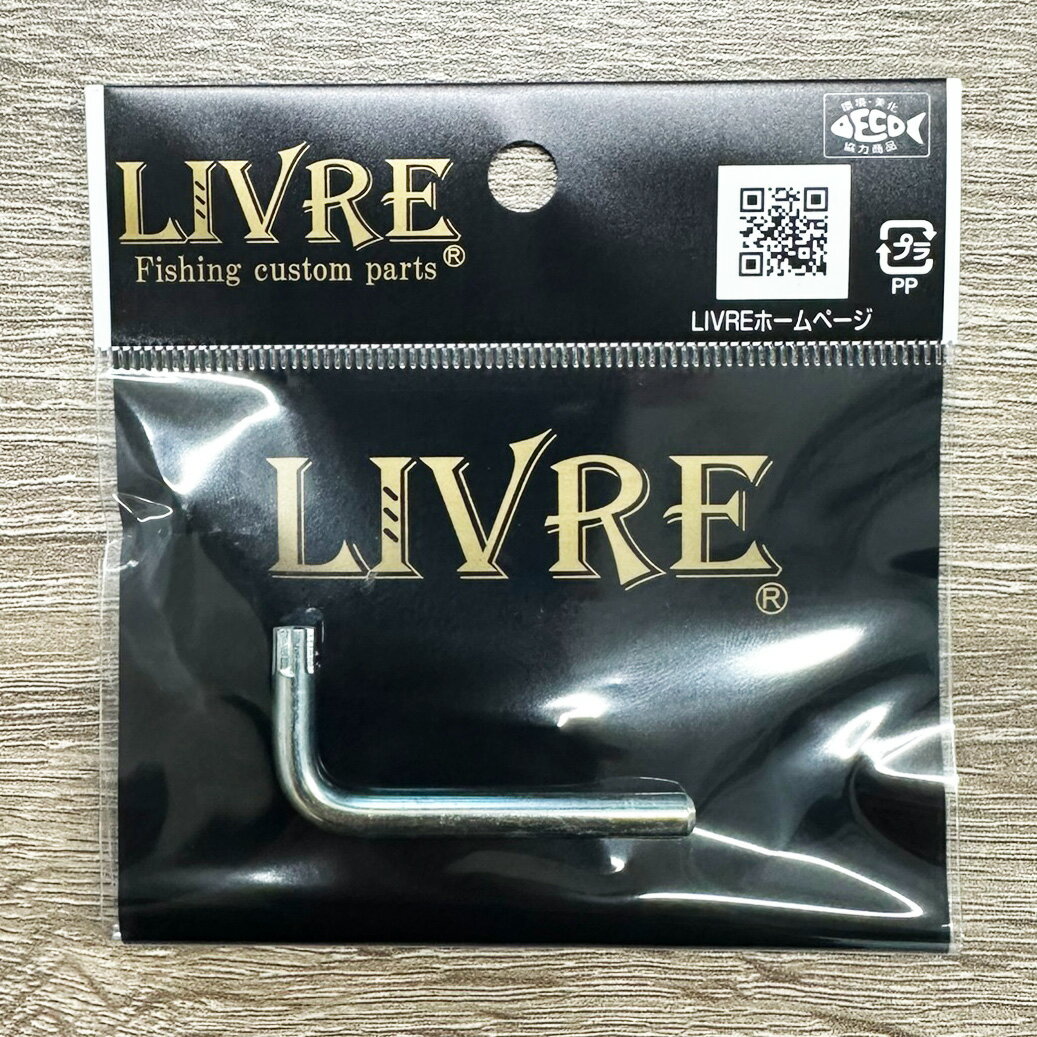 LIVRE®
Fishing custom parts
環境・美化
DECO
協力商品
プラ
PP
LIVREホームページ
LIVRE®